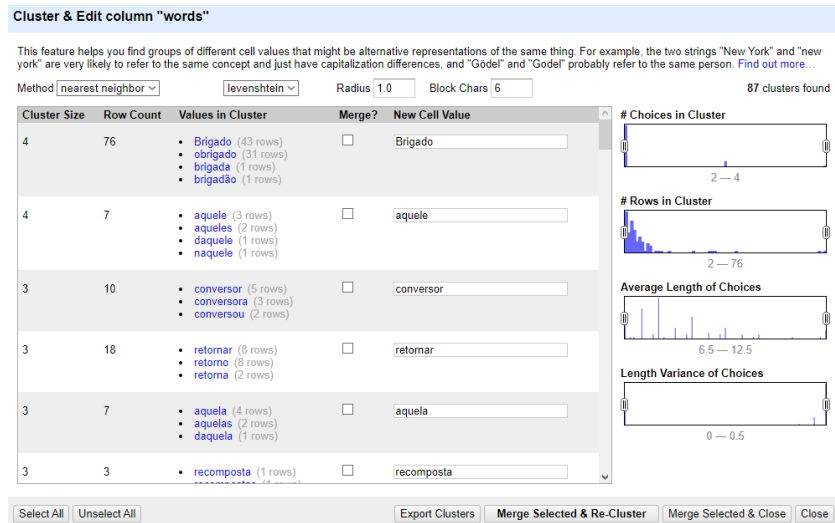 Cluster & Edit column "words"
This feature helps you find groups of different cell values that might be alternative representations of the same thing. For example, the two strings "New York" and "new
york" are very likely to refer to the same concept and just have capitalization differences, and "Gödel" and "Godel" probably refer to the same person. Find out more...
Method nearest neighbor levenshtein Radius 1.0 Block Chars 6 87 clusters found
Cluster Size Row Count Values in Cluster Merge? New Cell Value
4 76 • Brigado (43 rows) Brigado
• obrigado (31 rows)
• brigada (1 rows)
• brigadão (1 rows)
4 7 • aquele (3 rows) aquele
• aqueles (2 rows)
• daquele (1 rows)
• naquele (1 rows)
3 10 • conversor (5 rows) conversor
• conversora (3 rows)
• conversou (2 rows)
3 18 • retornar (8 rows) retornar
• retorno (8 rows)
• retorna (2 rows)
3 7 • aquela (4 rows) aquela
• aquelas (2 rows)
• daquela (1 rows)
3 3 • recomposta (1 rows) recomposta
# Choices in Cluster
2 — 4
# Rows in Cluster
2 — 76
Average Length of Choices
6.5 — 12.5
Length Variance of Choices
0 — 0.5
Select All Unselect All Export Clusters Merge Selected & Re-Cluster Merge Selected & Close Close